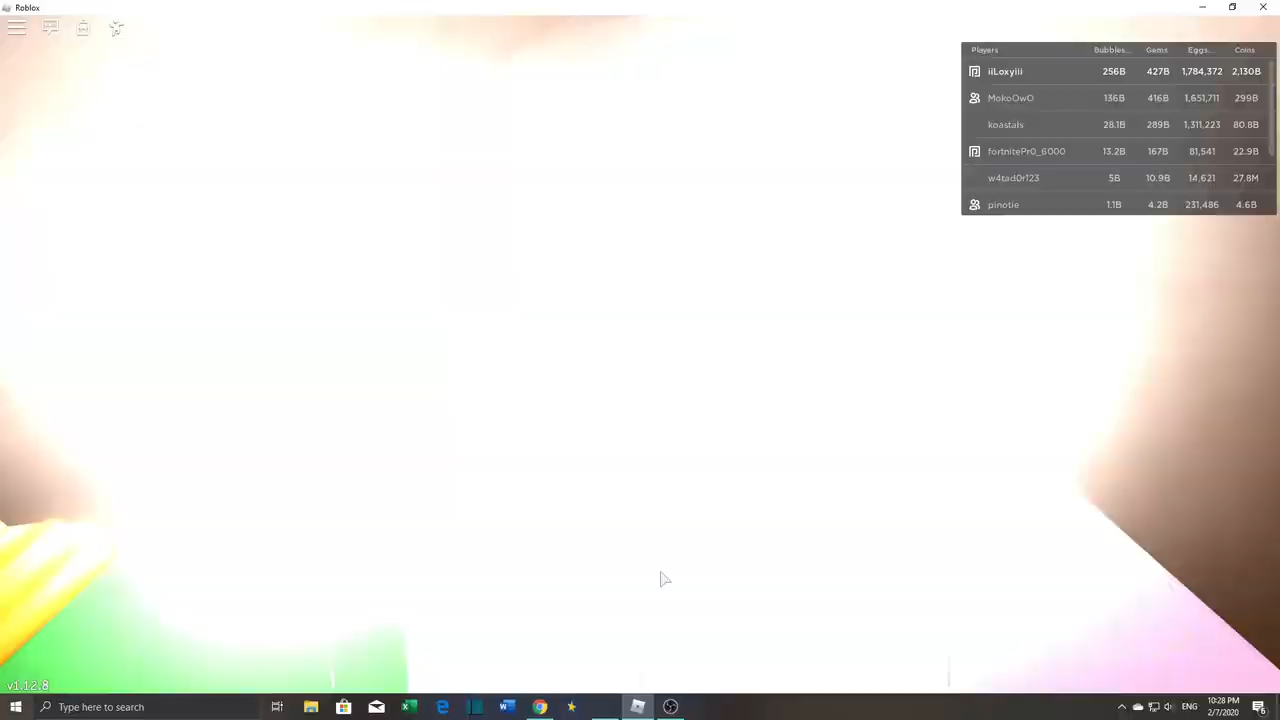 Roblox
Players Bubbles... Gems Eggs... Coins
iiLoxyiii 256B 427B 1,784,372 2,130B
MokoOwO 136B 416B 1,651,711 299B
koastals 28.1B 289B 1,311,223 80.8B
fortnitePr0_6000 13.2B 167B 81,541 22.9B
w4tad0r123 5B 10.9B 14,621 27.8M
pinotie 1.1B 4.2B 231,486 4.6B
v1.12.8
Type here to search
ENG
10:28 PM
2/7/2020
6